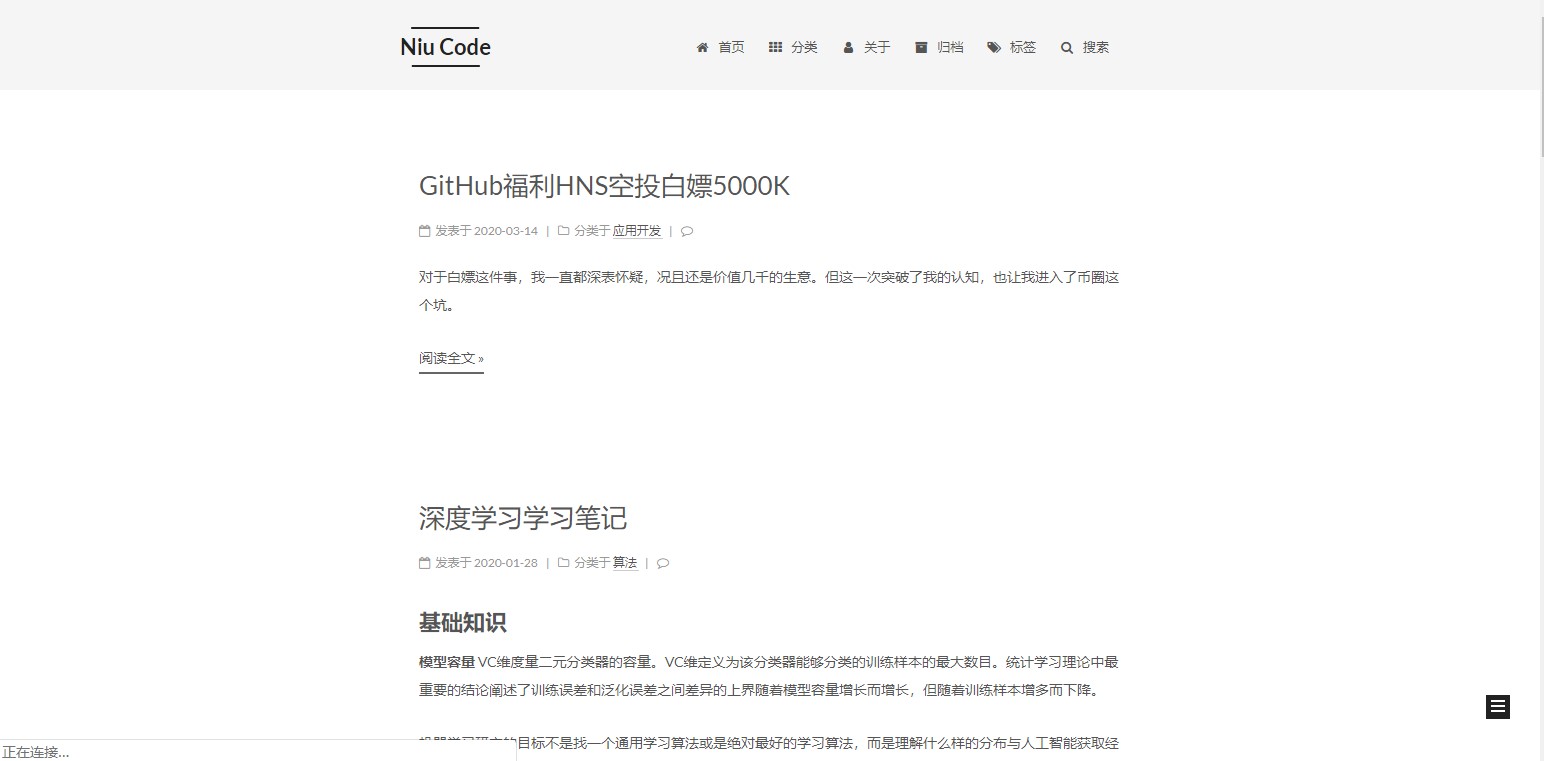 Niu Code
首页 分类 关于 归档 标签 搜索
GitHub福利HNS空投白嫖5000K
发表于 2020-03-14 | 分类于 应用开发 |
对于白嫖这件事，我一直都深表怀疑，况且还是价值几千的生意。但这一次突破了我的认知，也让我进入了币圈这
个坑。
阅读全文 »
深度学习学习笔记
发表于 2020-01-28 | 分类于 算法 |
基础知识
模型容量 VC维度量二元分类器的容量。VC维定义为该分类器能够分类的训练样本的最大数目。统计学习理论中最
重要的结论阐述了训练误差和泛化误差之间差异的上界随着模型容量增长而增长，但随着训练样本增多而下降。
目标不是找一个通用学习算法或是绝对最好的学习算法，而是理解什么样的分布与人工智能获取经
正在连接...